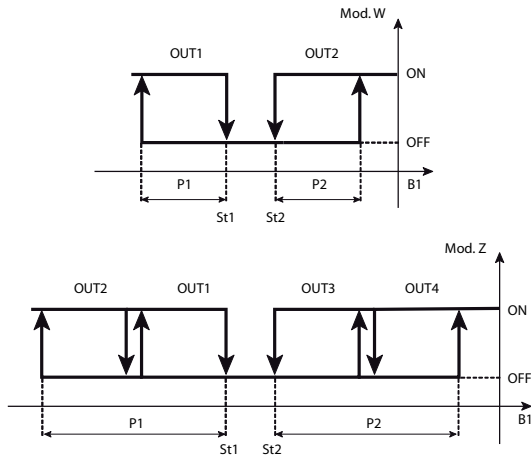 Mod. W
OUT1 OUT2
ON
OFF
P1 P2 B1
St1 St2
Mod. Z
OUT2 OUT1 OUT3 OUT4
ON
OFF
P1 P2 B1
St1 St2